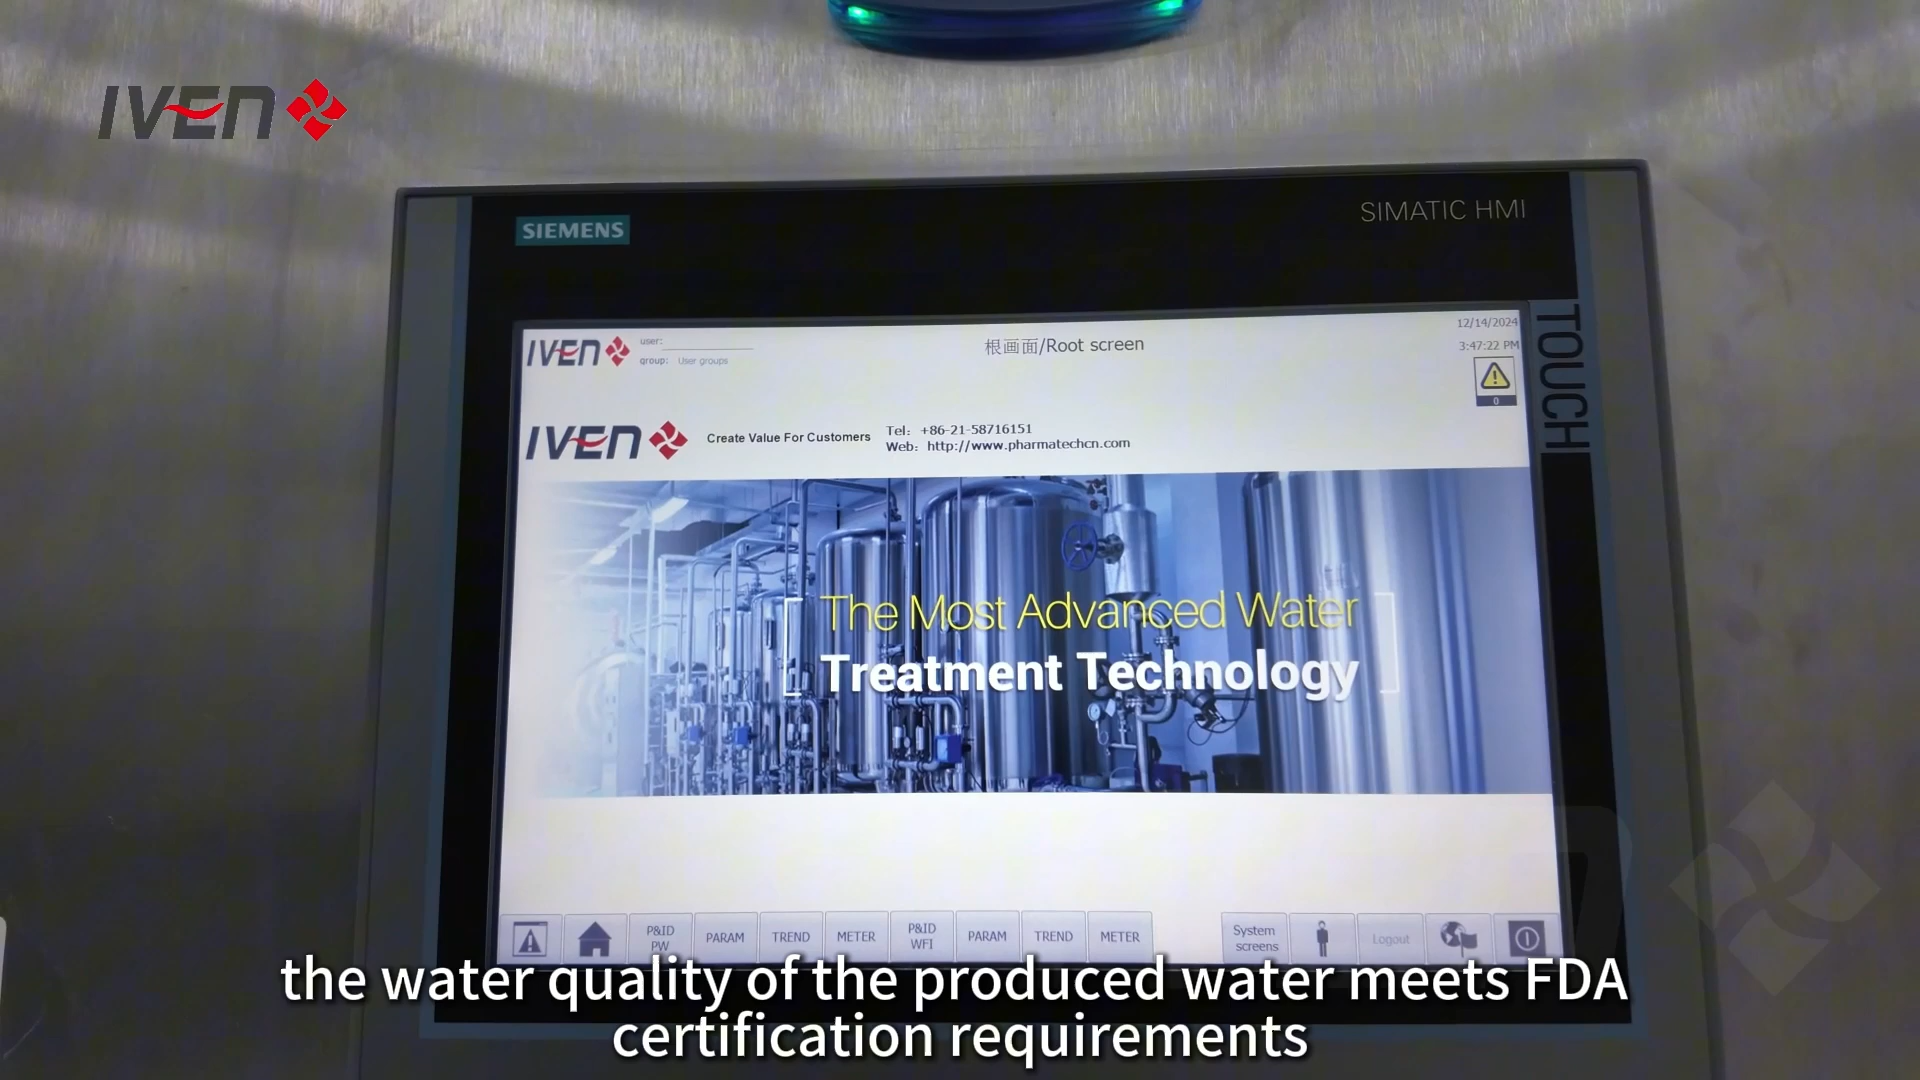 IVEN
SIEMENS
SIMATIC HMI
TOUCH
IVEN
user:
group: User groups
根画面/Root screen
12/14/2024
3:47:22 PM
0
IVEN
Create Value For Customers
Tel: +86-21-58716151
Web: http://www.pharmatechcn.com
The Most Advanced Water
Treatment Technology
P&ID PW
PARAM
TREND
METER
P&ID WFI
PARAM
TREND
METER
System screens
Logout
the water quality of the produced water meets FDA
certification requirements